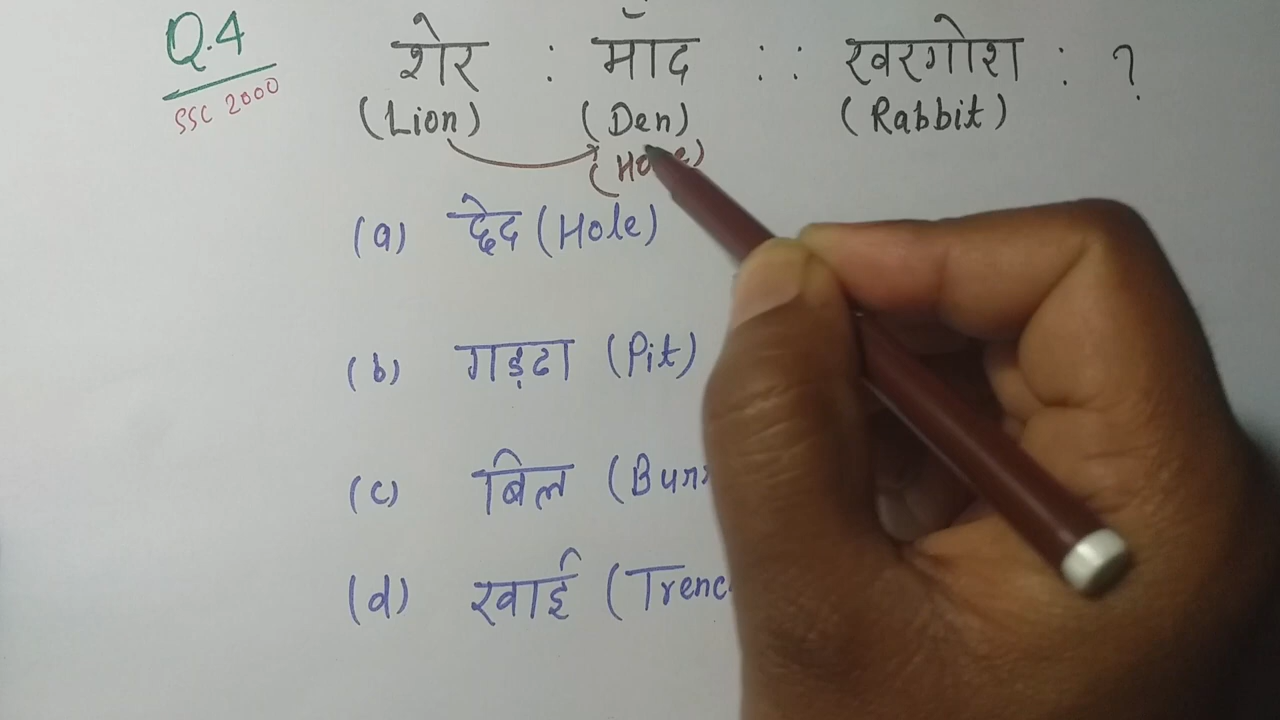 Q.4 शेर : माँद :: खरगोश : ?
SSC 2000 (Lion) (Den) (Rabbit)
(a) छेद (Hole)
(b) गड़ढा (Pit)
(c) बिल
(d) खाई